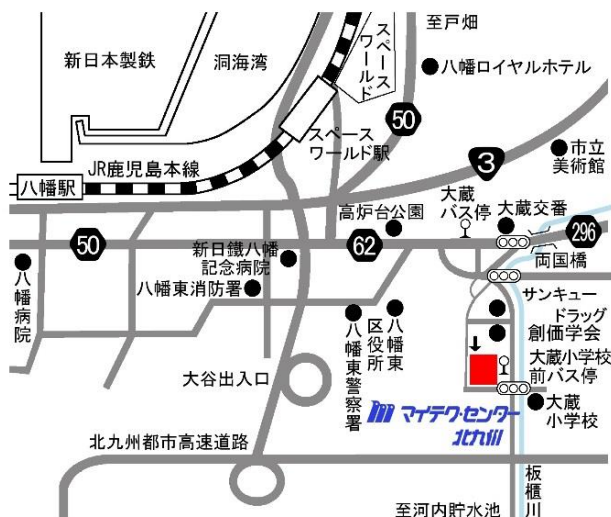 至戸畑
スペース
ワールド
新日本製鉄
洞海湾
八幡ロイヤルホテル
50
スペース
ワールド駅
3
市立
美術館
JR鹿児島本線
八幡駅
大蔵
バス停
高炉台公園
大蔵交番
296
50
62
新日鐵八幡
記念病院
両国橋
八幡病院
八幡東消防署
サンキュー
ドラッグ
創価学会
八幡東警察署
八幡東
区役所
大蔵小学校
前バス停
大谷出入口
マイテク・センター
北九州
大蔵
小学校
北九州都市高速道路
板櫃川
至河内貯水池